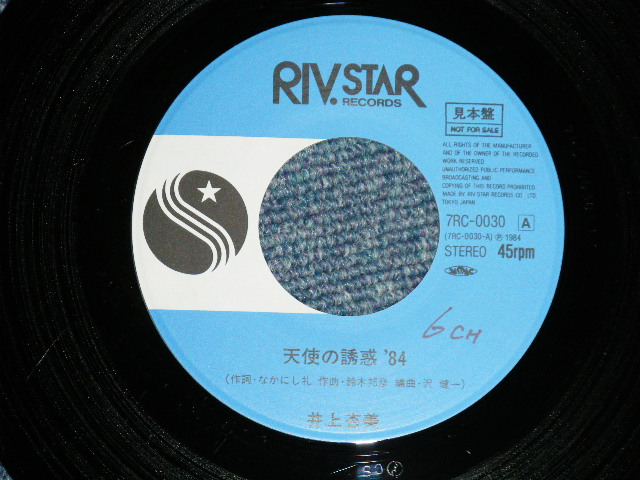 RIV. STAR
RECORDS
見本盤
NOT FOR SALE
ALL RIGHTS OF THE MANUFACTURER
AND OF THE OWNER OF THE RECORDED
WORK RESERVED
UNAUTHORIZED PUBLIC PERFORMANCE
BROADCASTING AND
COPYING OF THIS RECORD PROHIBITED
MADE BY RIV STAR RECORDS CO. LTD.
TOKYO JAPAN
7RC-0030 A
(7RC-0030-A) Ⓟ 1984
STEREO 45rpm
6 CH
天使の誘惑 '84
(作詞・なかにし礼 作曲・鈴木邦彦 編曲・沢 健一)
井上杏美